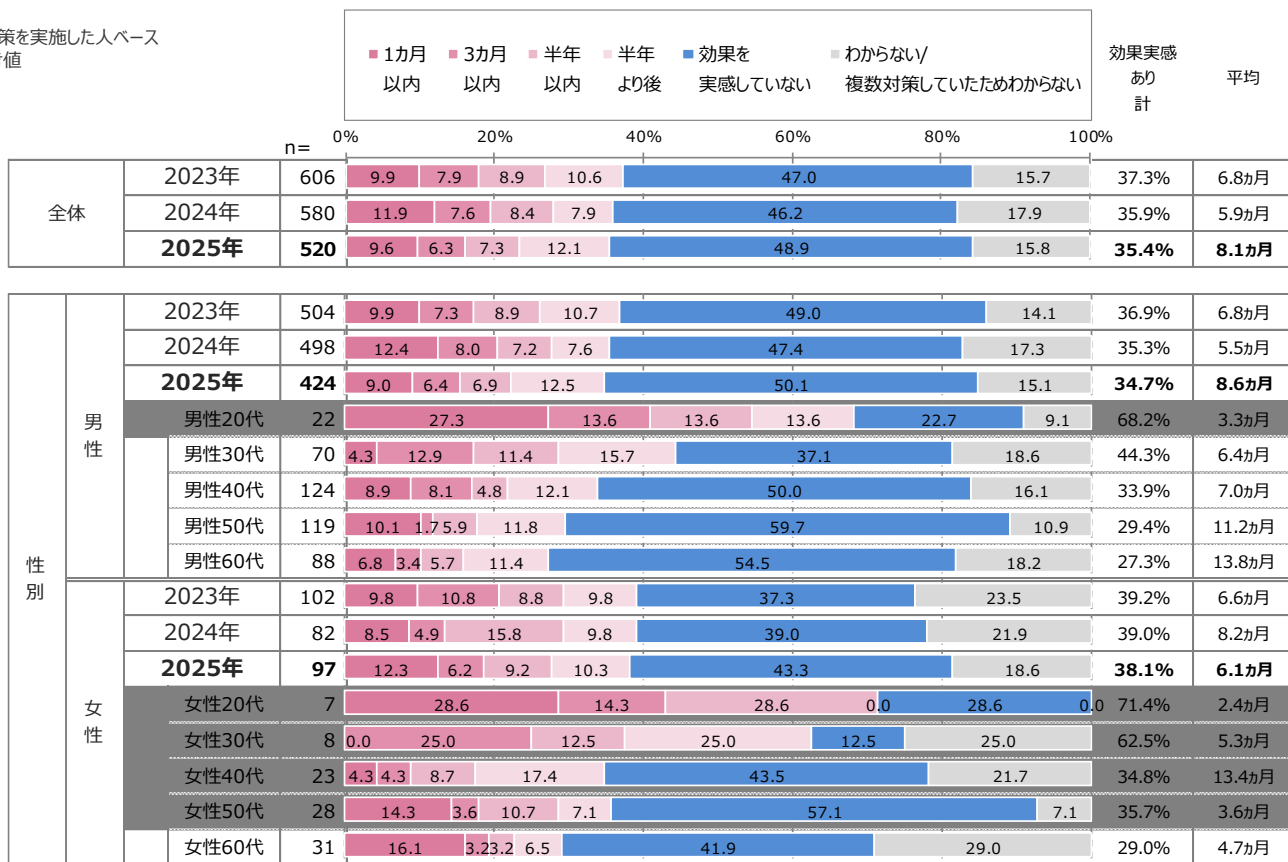 策を実施した人ベース
値
1カ月以内 3カ月以内 半年以内 半年より後 効果を実感していない わからない/複数対策していたためわからない
効果実感あり計 平均
n= 0% 20% 40% 60% 80% 100%
全体
2023年 606 9.9 7.9 8.9 10.6 47.0 15.7 37.3% 6.8ヵ月
2024年 580 11.9 7.6 8.4 7.9 46.2 17.9 35.9% 5.9ヵ月
2025年 520 9.6 6.3 7.3 12.1 48.9 15.8 35.4% 8.1ヵ月
性別
男性
2023年 504 9.9 7.3 8.9 10.7 49.0 14.1 36.9% 6.8ヵ月
2024年 498 12.4 8.0 7.2 7.6 47.4 17.3 35.3% 5.5ヵ月
2025年 424 9.0 6.4 6.9 12.5 50.1 15.1 34.7% 8.6ヵ月
男性20代 22 27.3 13.6 13.6 13.6 22.7 9.1 68.2% 3.3ヵ月
男性30代 70 4.3 12.9 11.4 15.7 37.1 18.6 44.3% 6.4ヵ月
男性40代 124 8.9 8.1 4.8 12.1 50.0 16.1 33.9% 7.0ヵ月
男性50代 119 10.1 1.7 5.9 11.8 59.7 10.9 29.4% 11.2ヵ月
男性60代 88 6.8 3.4 5.7 11.4 54.5 18.2 27.3% 13.8ヵ月
女性
2023年 102 9.8 10.8 8.8 9.8 37.3 23.5 39.2% 6.6ヵ月
2024年 82 8.5 4.9 15.8 9.8 39.0 21.9 39.0% 8.2ヵ月
2025年 97 12.3 6.2 9.2 10.3 43.3 18.6 38.1% 6.1ヵ月
女性20代 7 28.6 14.3 28.6 0.0 28.6 0.0 71.4% 2.4ヵ月
女性30代 8 0.0 25.0 12.5 25.0 12.5 25.0 62.5% 5.3ヵ月
女性40代 23 4.3 4.3 8.7 17.4 43.5 21.7 34.8% 13.4ヵ月
女性50代 28 14.3 3.6 10.7 7.1 57.1 7.1 35.7% 3.6ヵ月
女性60代 31 16.1 3.2 3.2 6.5 41.9 29.0 29.0% 4.7ヵ月